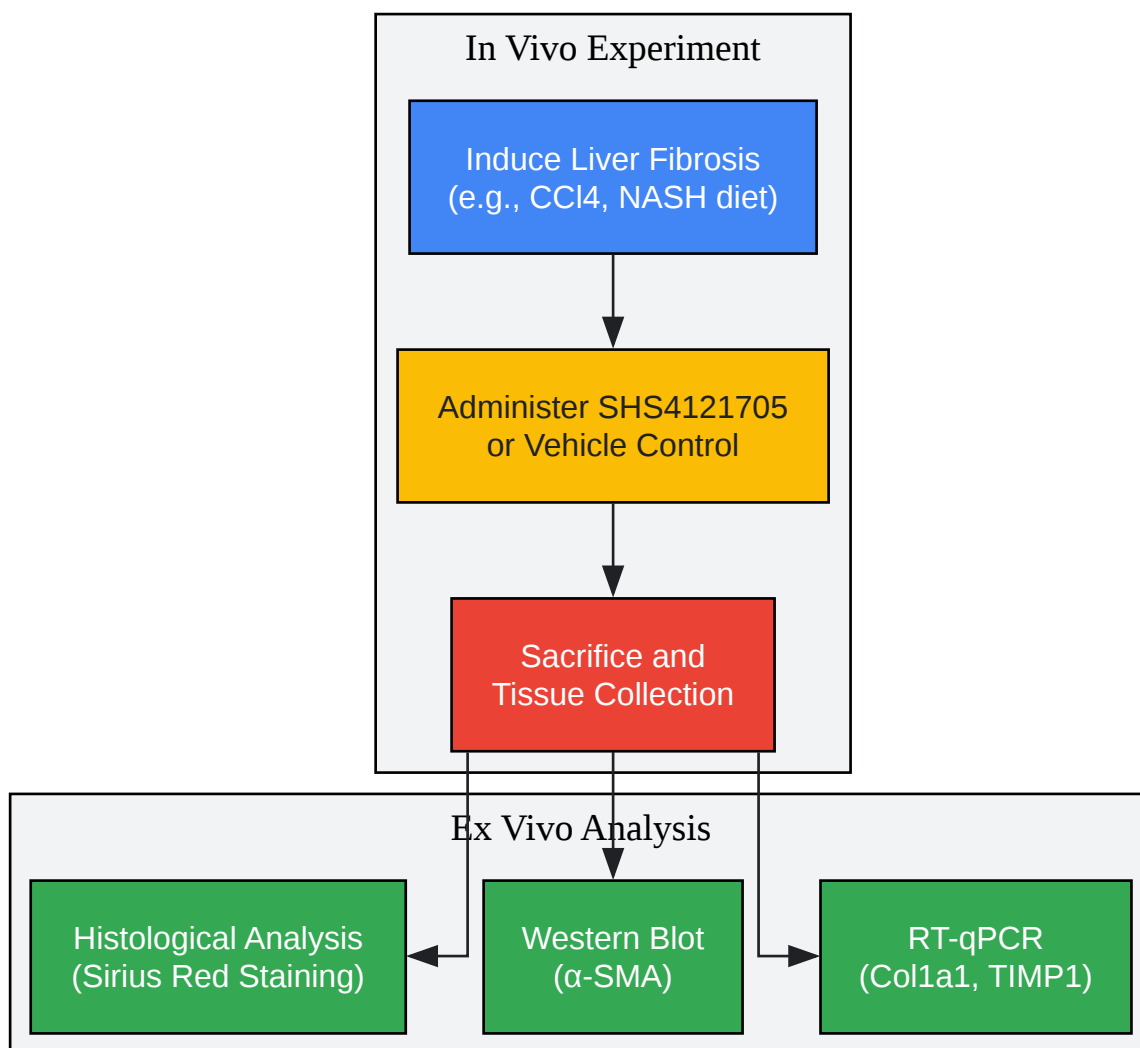 In Vivo Experiment
Induce Liver Fibrosis
(e.g., CCl4, NASH diet)
Administer SHS4121705
or Vehicle Control
Sacrifice and
Tissue Collection
Ex Vivo Analysis
Histological Analysis
(Sirius Red Staining)
Western Blot
(α-SMA)
RT-qPCR
(Col1a1, TIMP1)